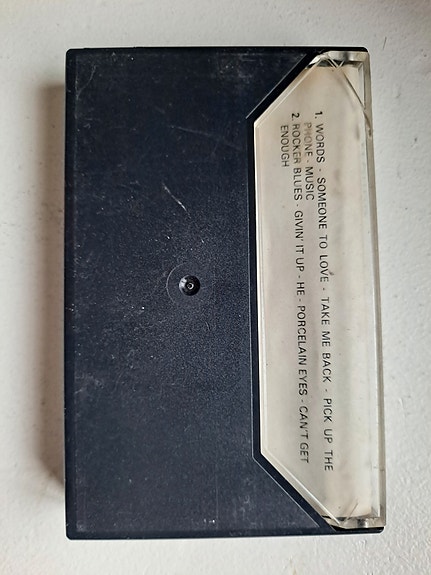 1. WORDS - SOMEONE TO LOVE - TAKE ME BACK - PICK UP THE
PHONE - MUSIC
2. ROCKER BLUES - GIVIN' IT UP - HE - PORCELAIN EYES - CAN'T GET
ENOUGH